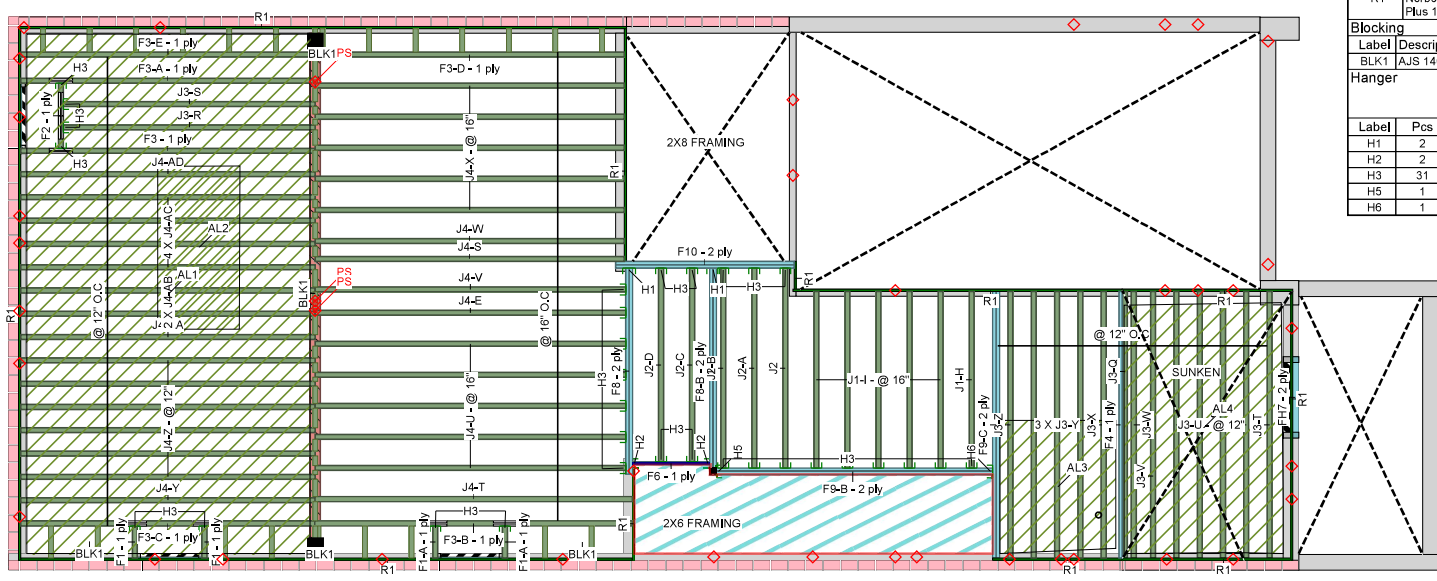 R1
F3-E - 1 ply
BLK1
PS
F3-A - 1 ply
F3-D - 1 ply
H3
J3-S
F2 - 1 ply
H3
J3-R
F3 - 1 ply
H3
J4-AD
J4-X - @ 16"
R1
2X8 FRAMING
4 X J4-AC
AL2
J4-W
J4-S
AL1
2 X J4-AB
PS
PS
BLK1
J4-V
J4-E
@ 12" O.C
@ 16" O.C
R1
J4-Z - @ 12"
J4-U - @ 16"
J4-Y
J4-T
H3
H3
H3
F3-C - 1 ply
F3-B - 1 ply
F1 - 1 ply
F1 - 1 ply
F1-A - 1 ply
F1-A - 1 ply
BLK1
BLK1
BLK1
R1
R1
F10 - 2 ply
H1
H3
H1
H3
R1
F8 - 2 ply
J2-D
J2-C
F8-B - 2 ply
J2-B
J2-A
J2
J1-I - @ 16"
J1-H
H2
H3
H2
H5
H3
H6
F6 - 1 ply
F9-B - 2 ply
2X6 FRAMING
F9-C - 2 ply
J3-Z
R1
R1
@ 12" O.C
3 X J3-Y
J3-X
J3-Q
F4 - 1 ply
J3-W
J3-V
SUNKEN
AL4
J3-U - @ 12"
J3-T
FH7 - 2 ply
R1
AL3
R1
R1
Plus 1
Blocking
Label Descrip
BLK1 AJS 14
Hanger
Label Pcs
H1 2
H2 2
H3 31
H5 1
H6 1